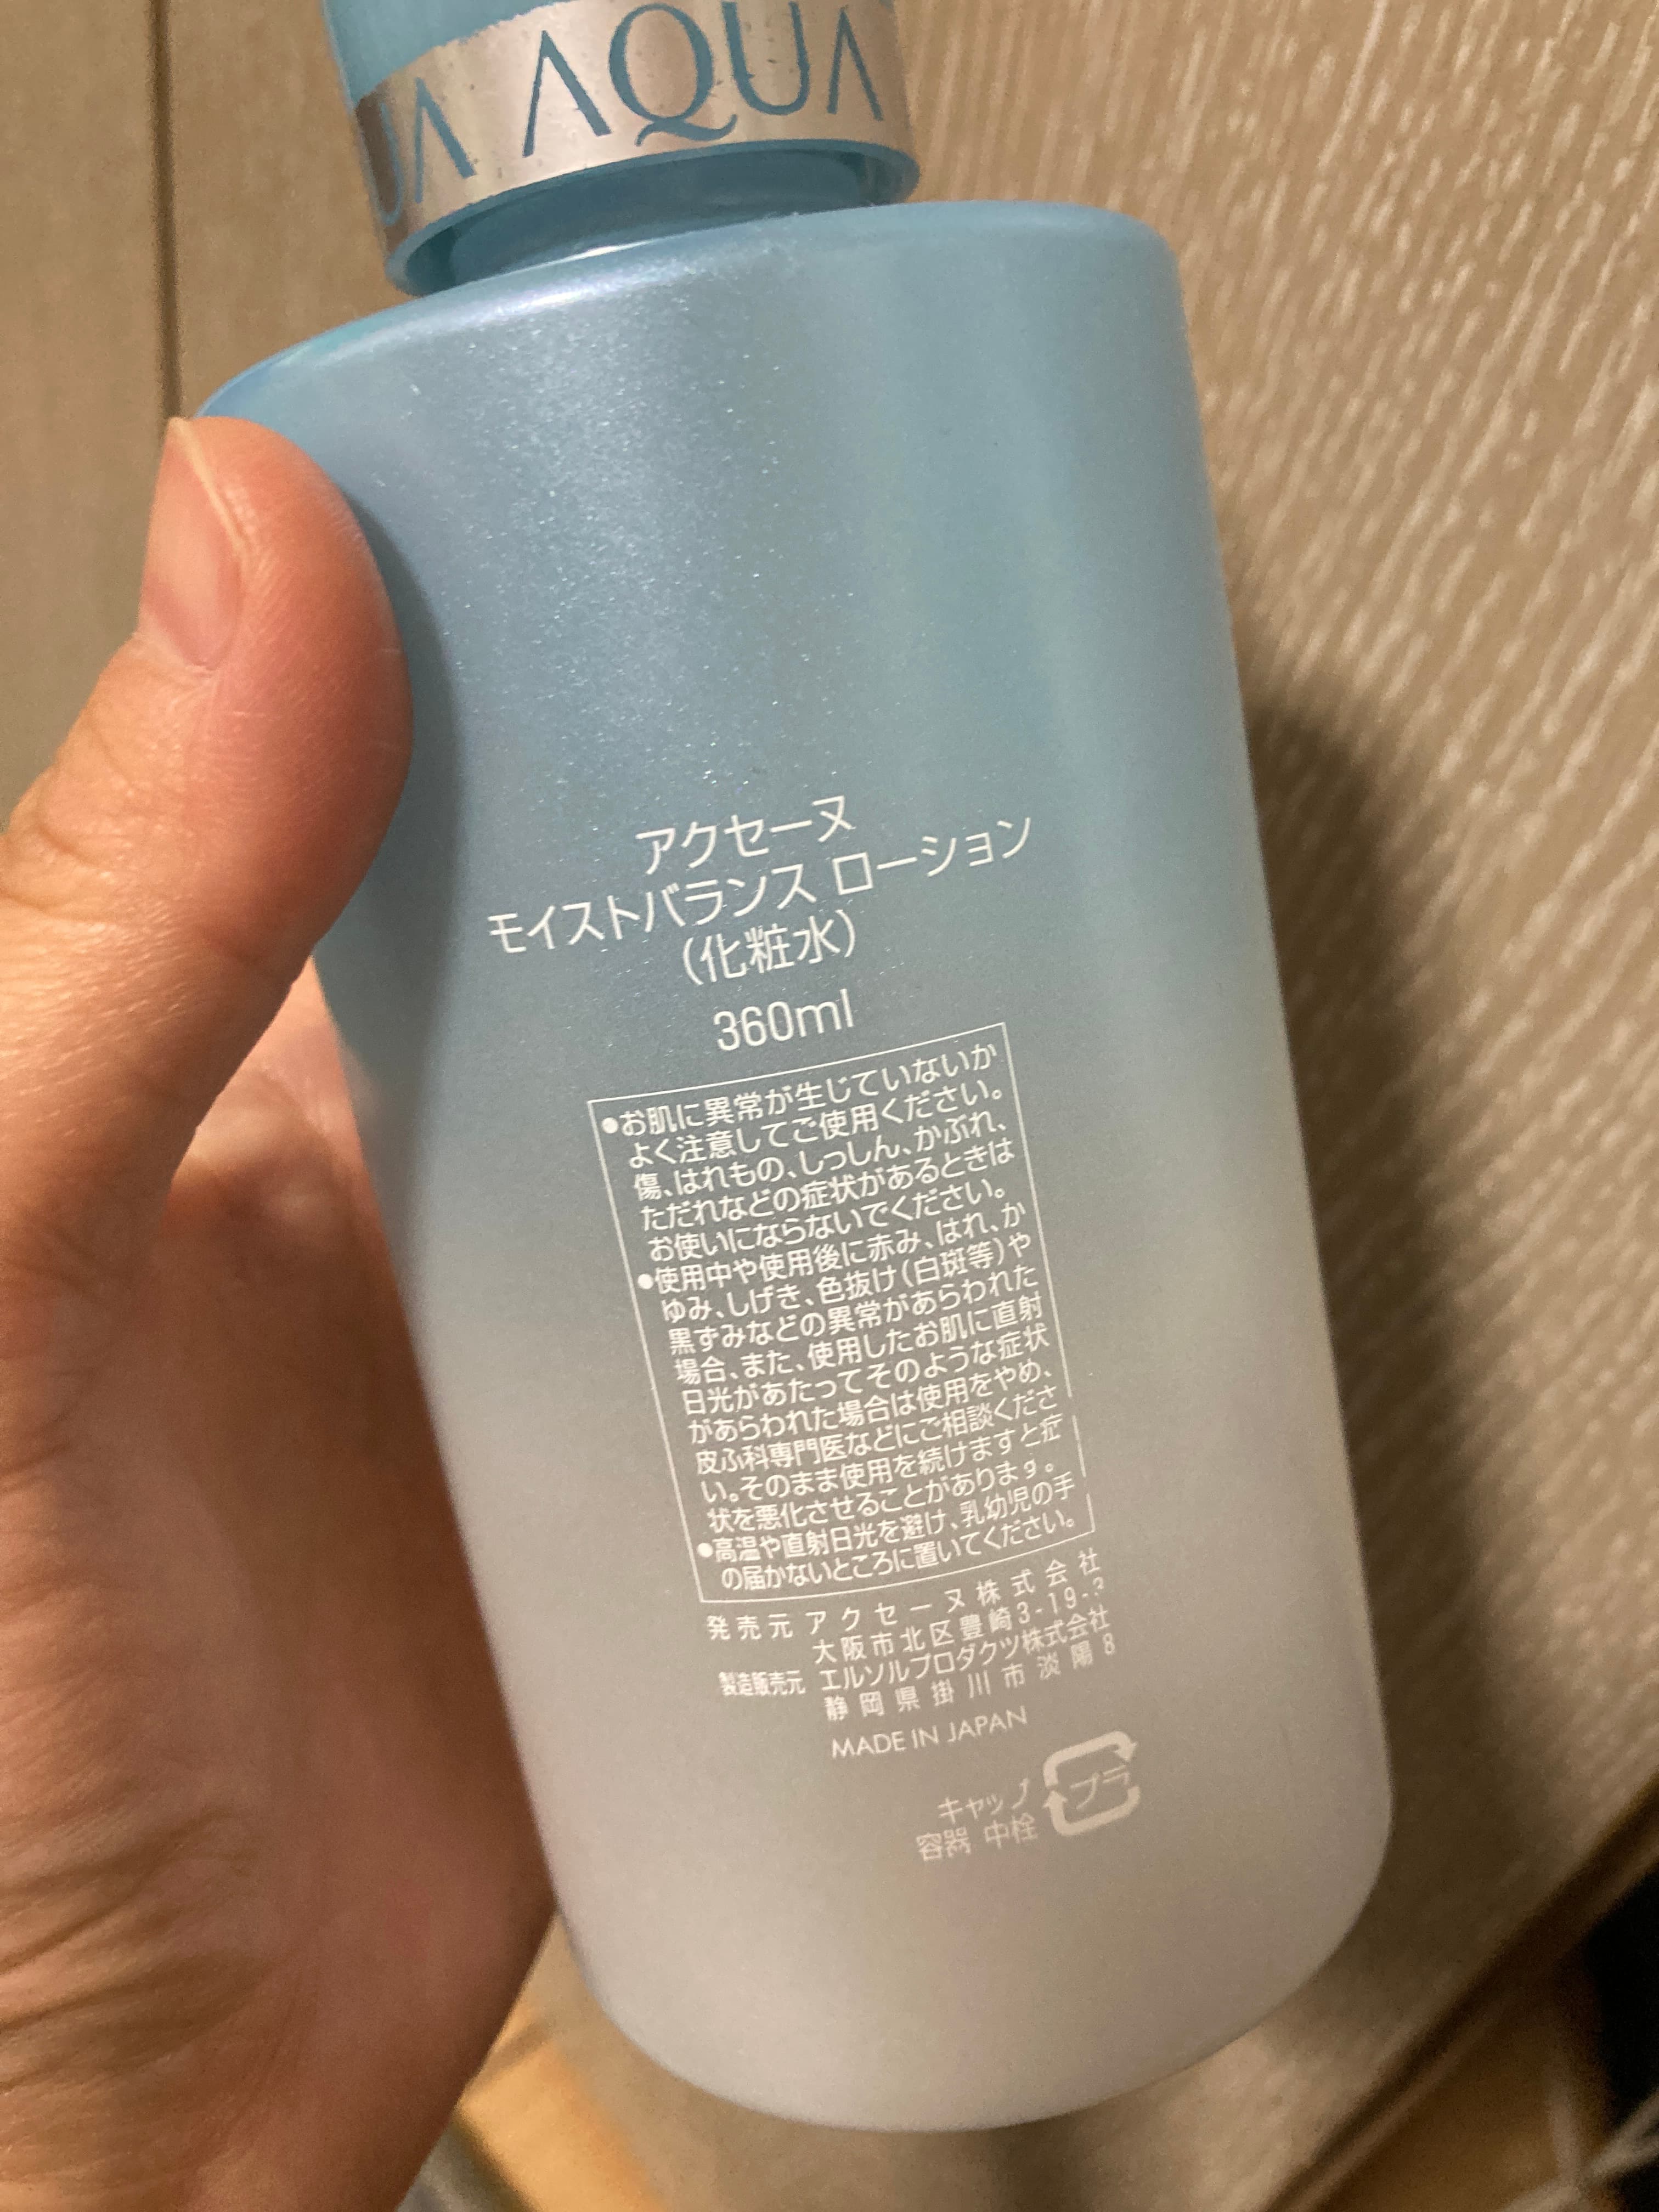 UA AQUA
アクセーヌ
モイストバランス ローション
(化粧水)
360ml
●お肌に異常が生じていないか
よく注意してご使用ください。
傷、はれもの、しっしん、かぶれ、
ただれなどの症状があるときは
お使いにならないでください。
●使用中や使用後に赤み、はれ、か
ゆみ、しげき、色抜け(白斑等)や
黒ずみなどの異常があらわれた
場合、また、使用したお肌に直射
日光があたってそのような症状
があらわれた場合は使用をやめ、
皮ふ科専門医などにご相談くださ
い。そのまま使用を続けますと症
状を悪化させることがあります。
●高温や直射日光を避け、乳幼児の手
の届かないところに置いてください。
発売元 アクセーヌ株式会社
大阪市北区豊崎3-19-3
製造販売元 エルソルプロダクツ株式会社
静岡県掛川市淡陽8
MADE IN JAPAN
キャップ
容器 中栓
プラ